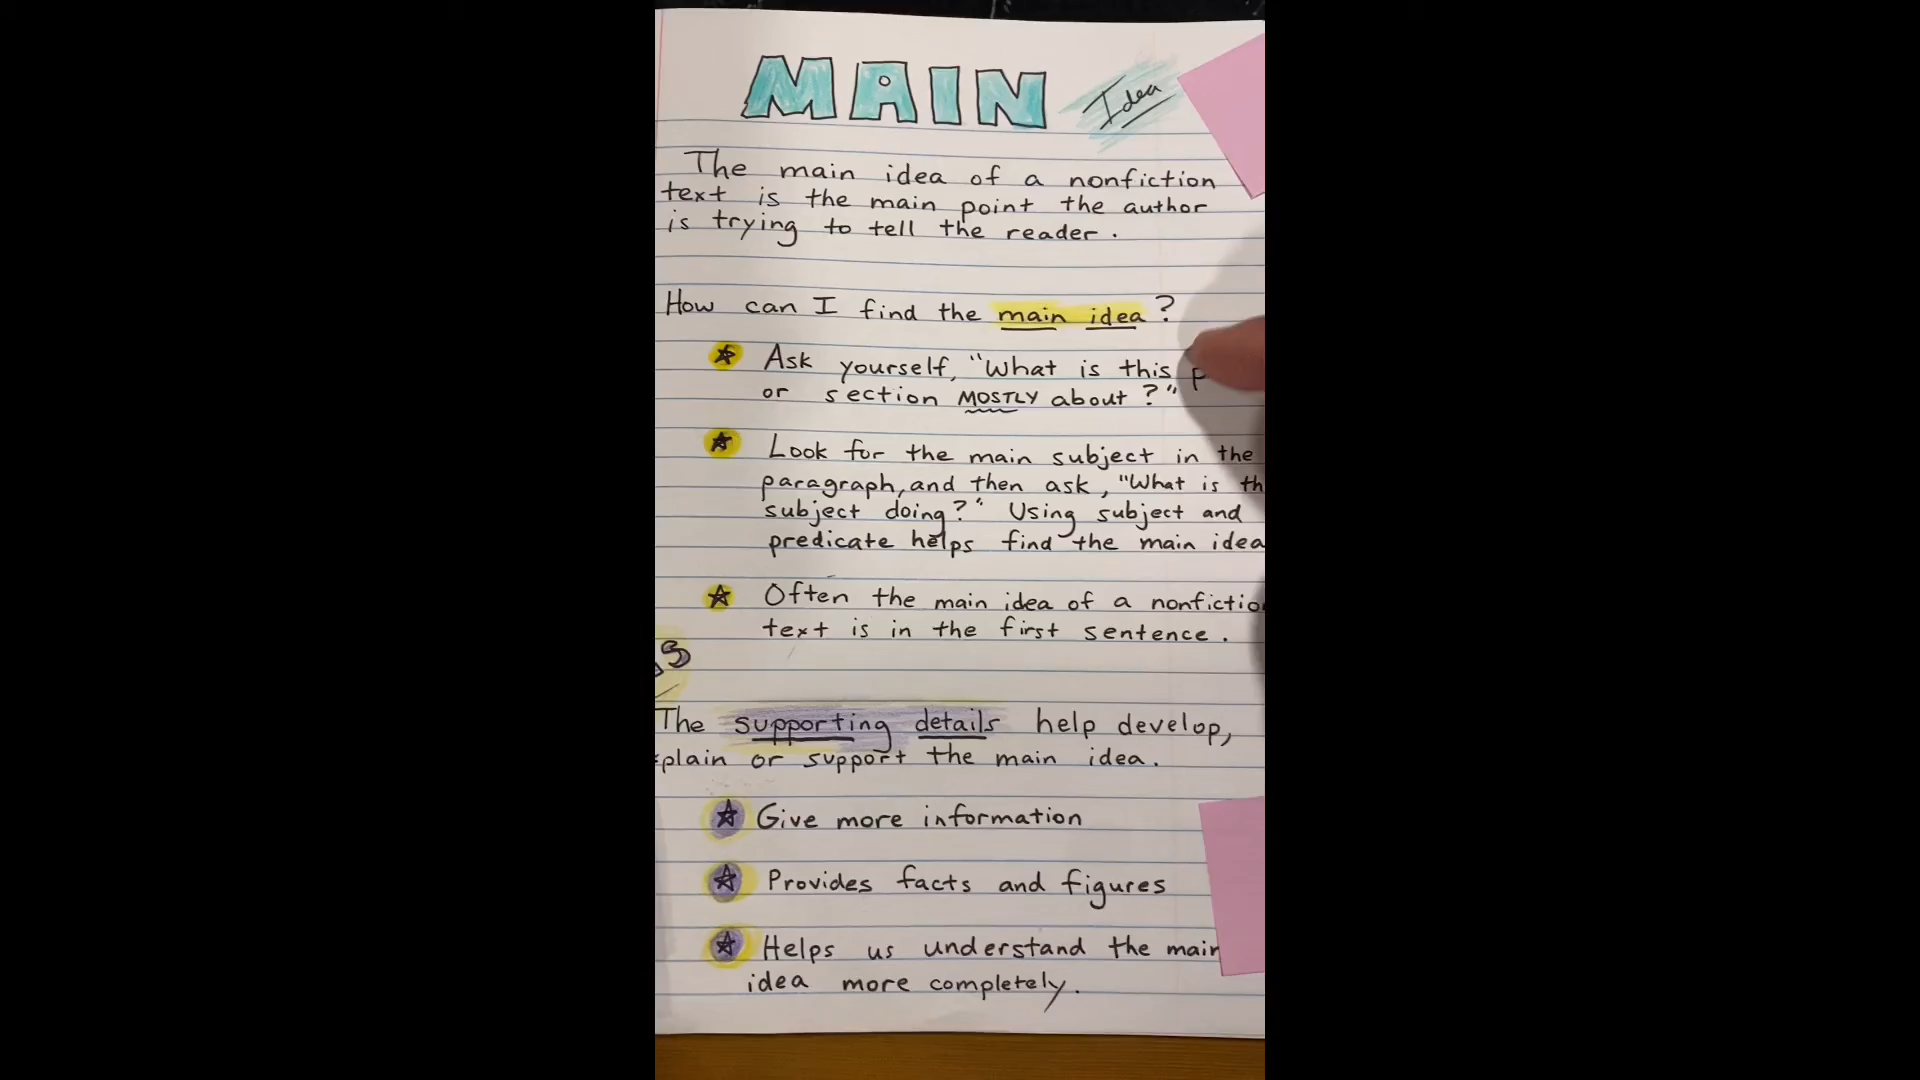 MAIN Idea
The main idea of a nonfiction
text is the main point the author
is trying to tell the reader.
How can I find the main idea?
Ask yourself, "What is this
or section MOSTLY about?"
Look for the main subject in the
paragraph, and then ask, "What is th
subject doing?" Using subject and
predicate helps find the main idea
Often the main idea of a nonfictio
text is in the first sentence.
The supporting details help develop,
plain or support the main idea.
Give more information
Provides facts and figures
Helps us understand the main
idea more completely.